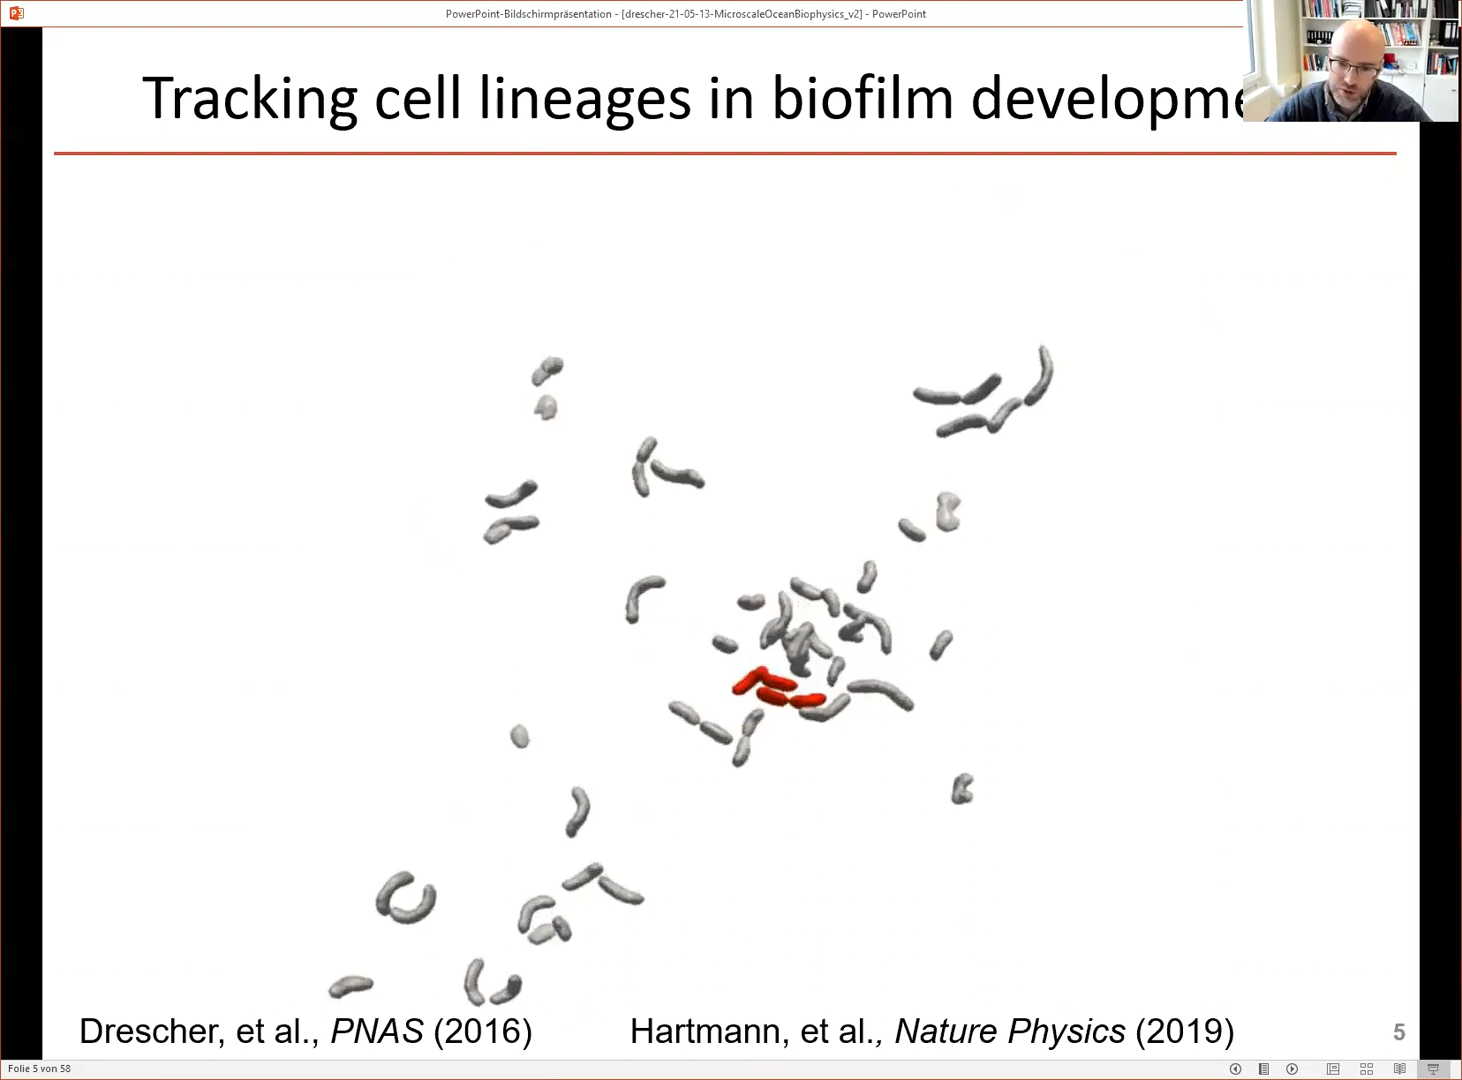 PowerPoint-Bildschirmpräsentation - [drescher-21-05-13-MicroscaleOceanBiophysics_v2] - PowerPoint
Tracking cell lineages in biofilm developme
Drescher, et al., PNAS (2016)
Hartmann, et al., Nature Physics (2019)
5
Folie 5 von 58